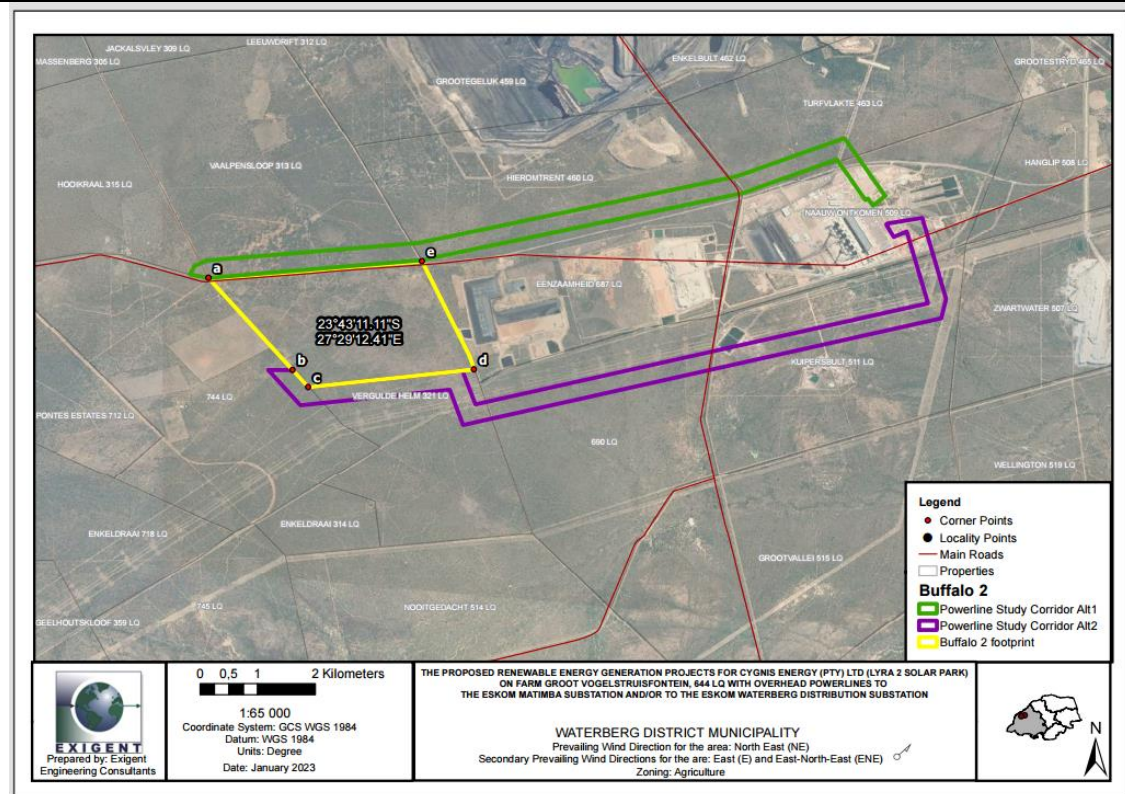 LEEUWDRIFT 312 LQ
JACKALSVLEY 309 LQ
MASSENBERG 305 LQ
ENKELBULT 462 LQ
GROOTESTRYD 465 LQ
GROOTEGELUK 459 LQ
TURFVLAKTE 463 LQ
VAALPENSLOOP 313 LQ
HANGLIP 508 LQ
HOOIKRAAL 315 LQ
HIEROMTRENT 460 LQ
NAAUW ONTKOMEN 509 LQ
a
e
EENZAAMHEID 687 LQ
ZWARTWATER 507 LQ
23°43'11.11"S
27°29'12.41"E
b
d
c
KUIPERSBULT 511 LQ
744 LQ
VERGULDE HELM 321 LQ
PONTES ESTATES 712 LQ
690 LQ
WELLINGTON 519 LQ
ENKELDRAAI 314 LQ
ENKELDRAAI 718 LQ
GROOTVALLEI 515 LQ
745 LQ
NOOITGEDACHT 514 LQ
GEELHOUTSKLOOF 359 LQ
Legend
Corner Points
Locality Points
Main Roads
Properties
Buffalo 2
Powerline Study Corridor Alt1
Powerline Study Corridor Alt2
Buffalo 2 footprint
EXIGENT
Prepared by: Exigent
Engineering Consultants
0 0,5 1 2 Kilometers
1:65 000
Coordinate System: GCS WGS 1984
Datum: WGS 1984
Units: Degree
Date: January 2023
THE PROPOSED RENEWABLE ENERGY GENERATION PROJECTS FOR CYGNIS ENERGY (PTY) LTD (LYRA 2 SOLAR PARK)
ON FARM GROOT VOGELSTRUISFONTEIN, 644 LQ WITH OVERHEAD POWERLINES TO
THE ESKOM MATIMBA SUBSTATION AND/OR TO THE ESKOM WATERBERG DISTRIBUTION SUBSTATION
WATERBERG DISTRICT MUNICIPALITY
Prevailing Wind Direction for the area: North East (NE)
Secondary Prevailing Wind Directions for the are: East (E) and East-North-East (ENE)
Zoning: Agriculture
N